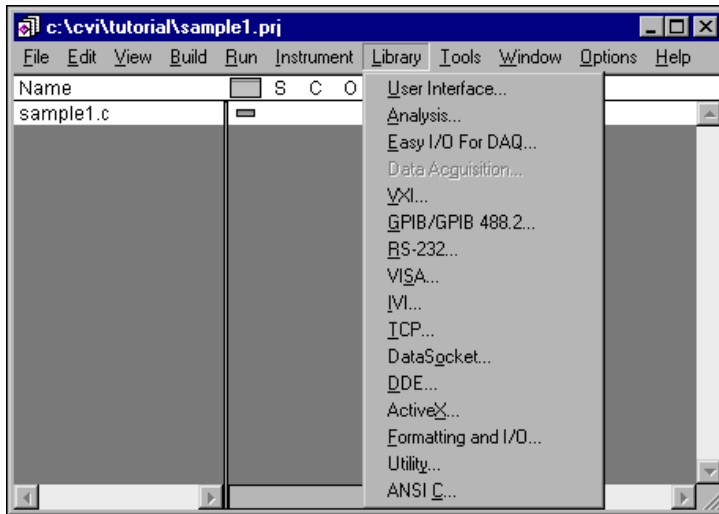 c:\cvi\tutorial\sample1.prj
File Edit View Build Run Instrument Library Tools Window Options Help
Name S C O
sample1.c
User Interface...
Analysis...
Easy I/O For DAQ...
Data Acquisition...
VXI...
GPIB/GPIB 488.2...
RS-232...
VISA...
IVI...
TCP...
DataSocket...
DDE...
ActiveX...
Formatting and I/O...
Utility...
ANSI C...